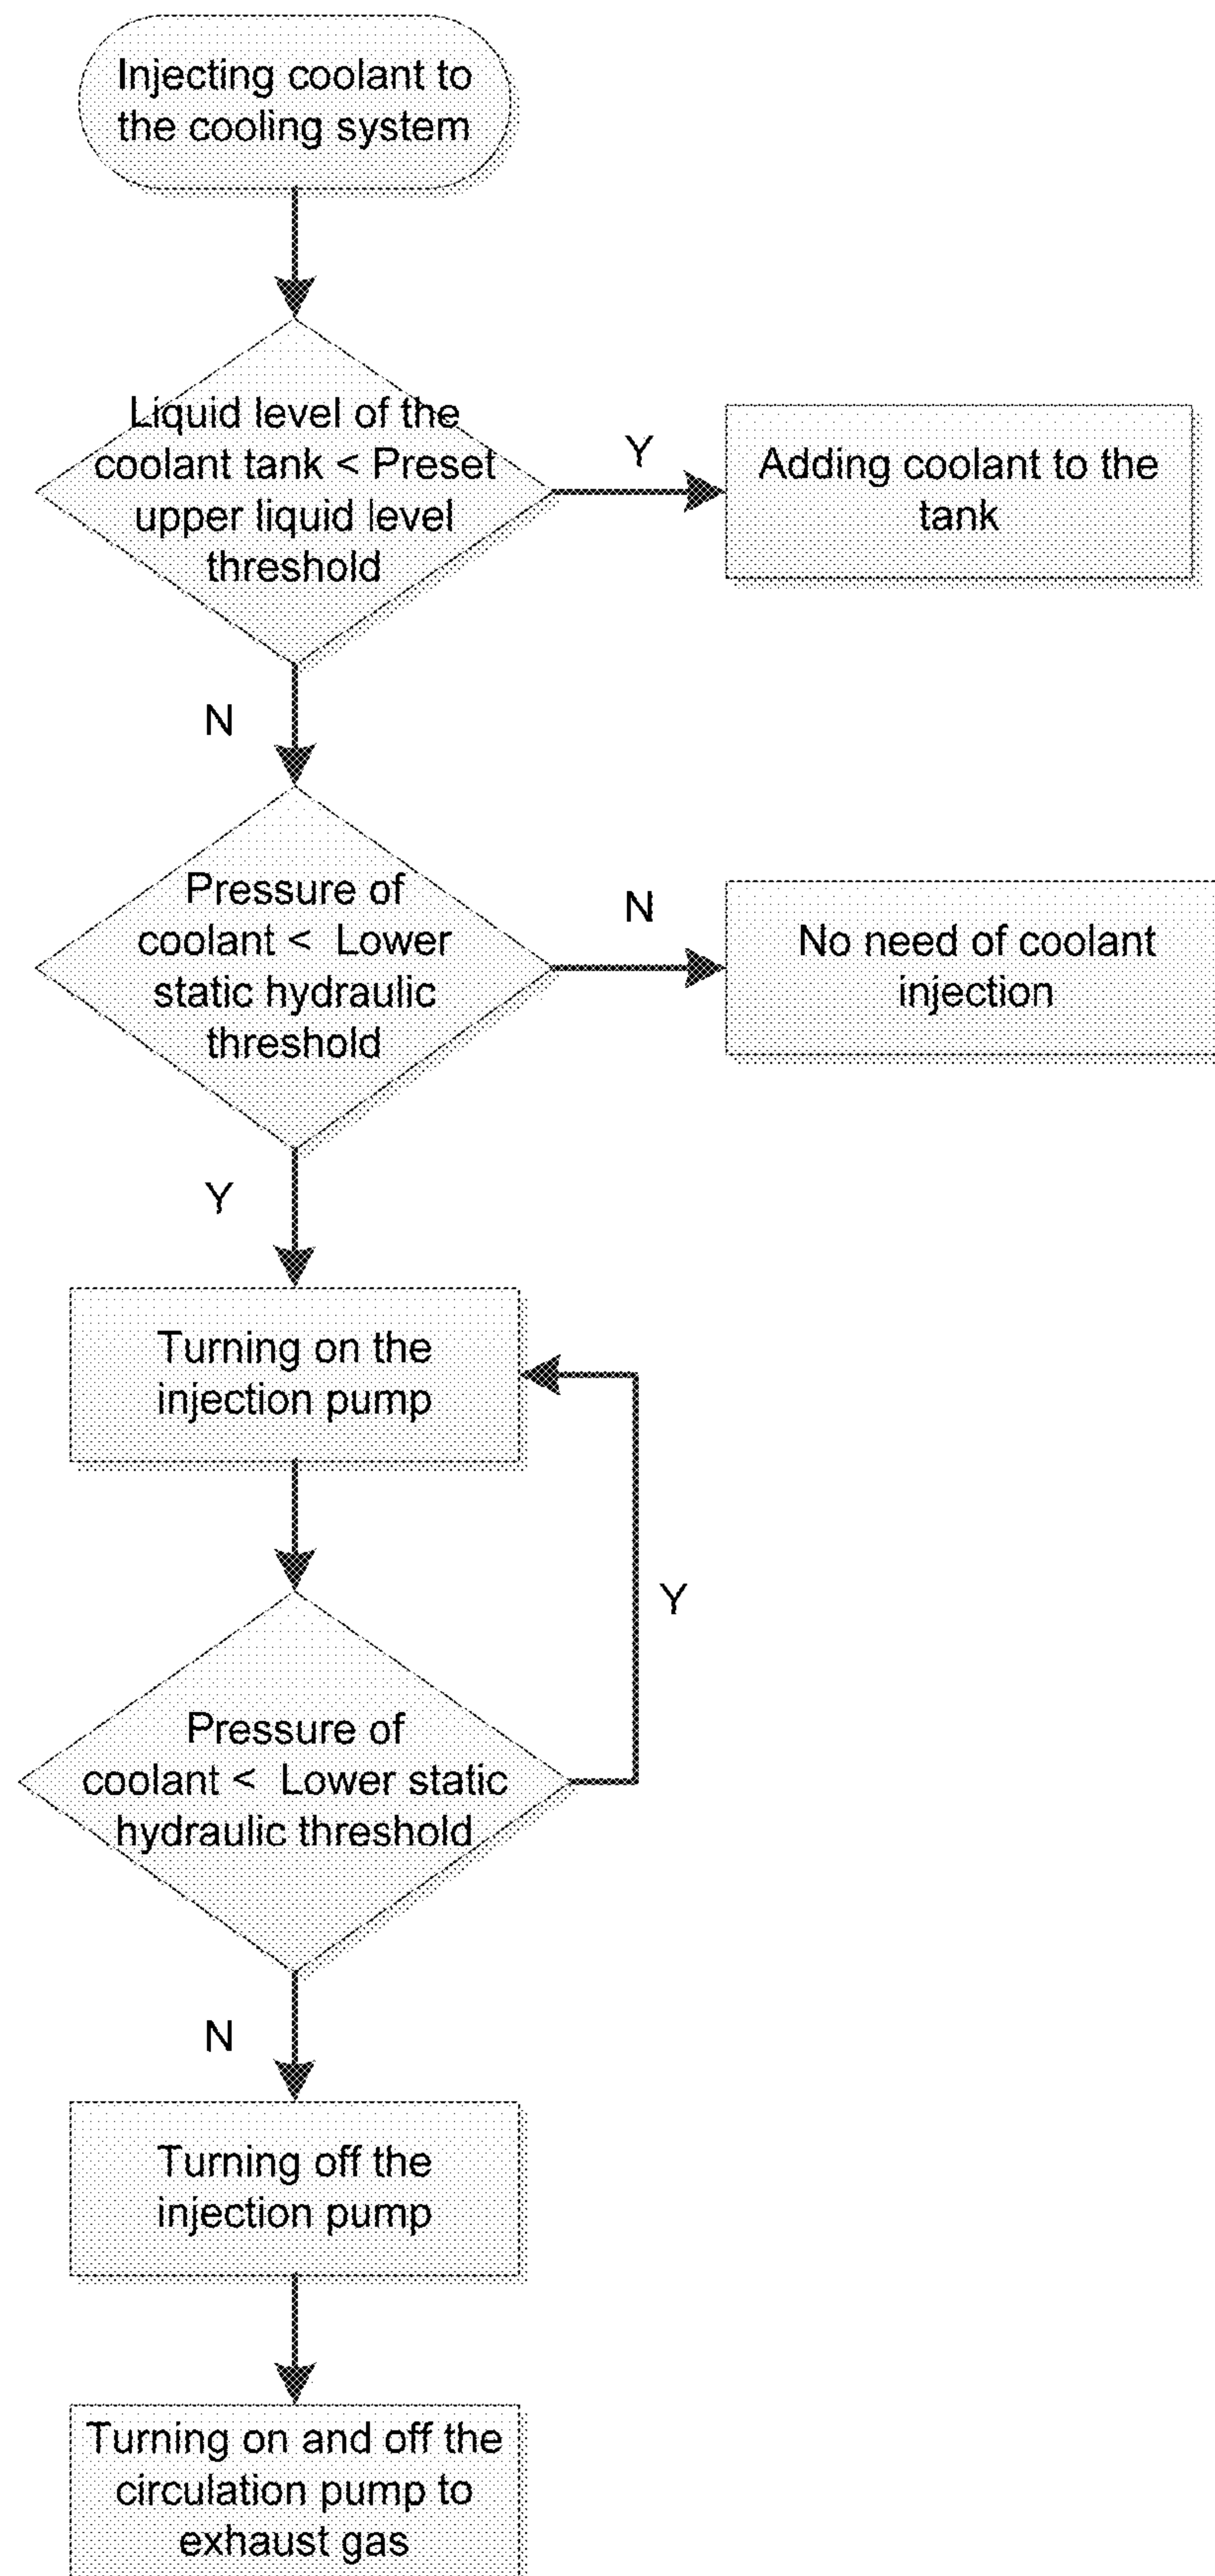 Injecting coolant to
the cooling system
Liquid level of the
coolant tank < Preset
upper liquid level
threshold
Y
Adding coolant to the
tank
N
Pressure of
coolant < Lower
static hydraulic
threshold
N
No need of coolant
injection
Y
Turning on the
injection pump
Y
Pressure of
coolant < Lower static
hydraulic threshold
N
Turning off the
injection pump
Turning on and off the
circulation pump to
exhaust gas